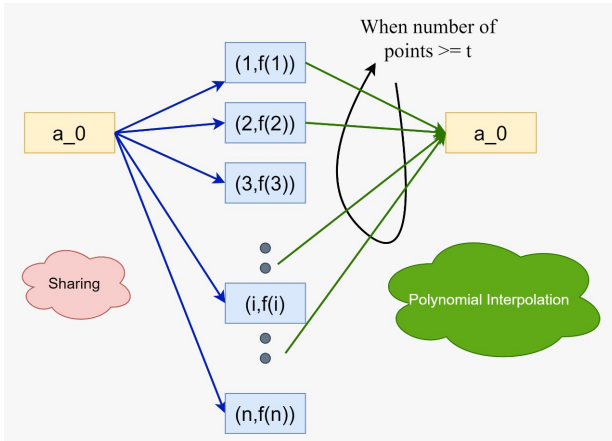 When number of
points >= t
(1,f(1))
a_0
(2,f(2))
a_0
(3,f(3))
Sharing
(i,f(i)
Polynomial Interpolation
(n,f(n))